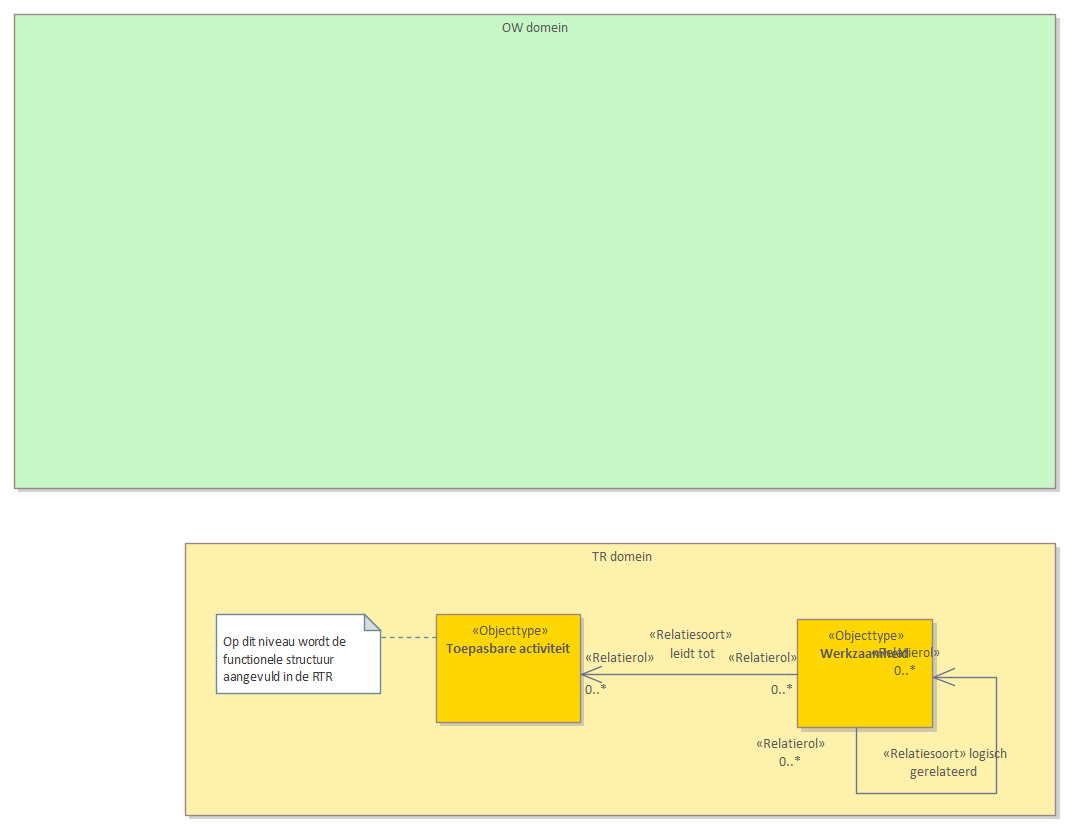 OW domein
TR domein
Op dit niveau wordt de
functionele structuur
aangevuld in de RTR
«Objecttype»
Toepasbare activiteit
«Relatierol»
0..*
«Relatiesoort»
leidt tot
«Relatierol»
0..*
«Objecttype»
Werkzaamheid
«Relatierol»
0..*
«Relatierol»
0..*
«Relatiesoort» logisch
gerelateerd